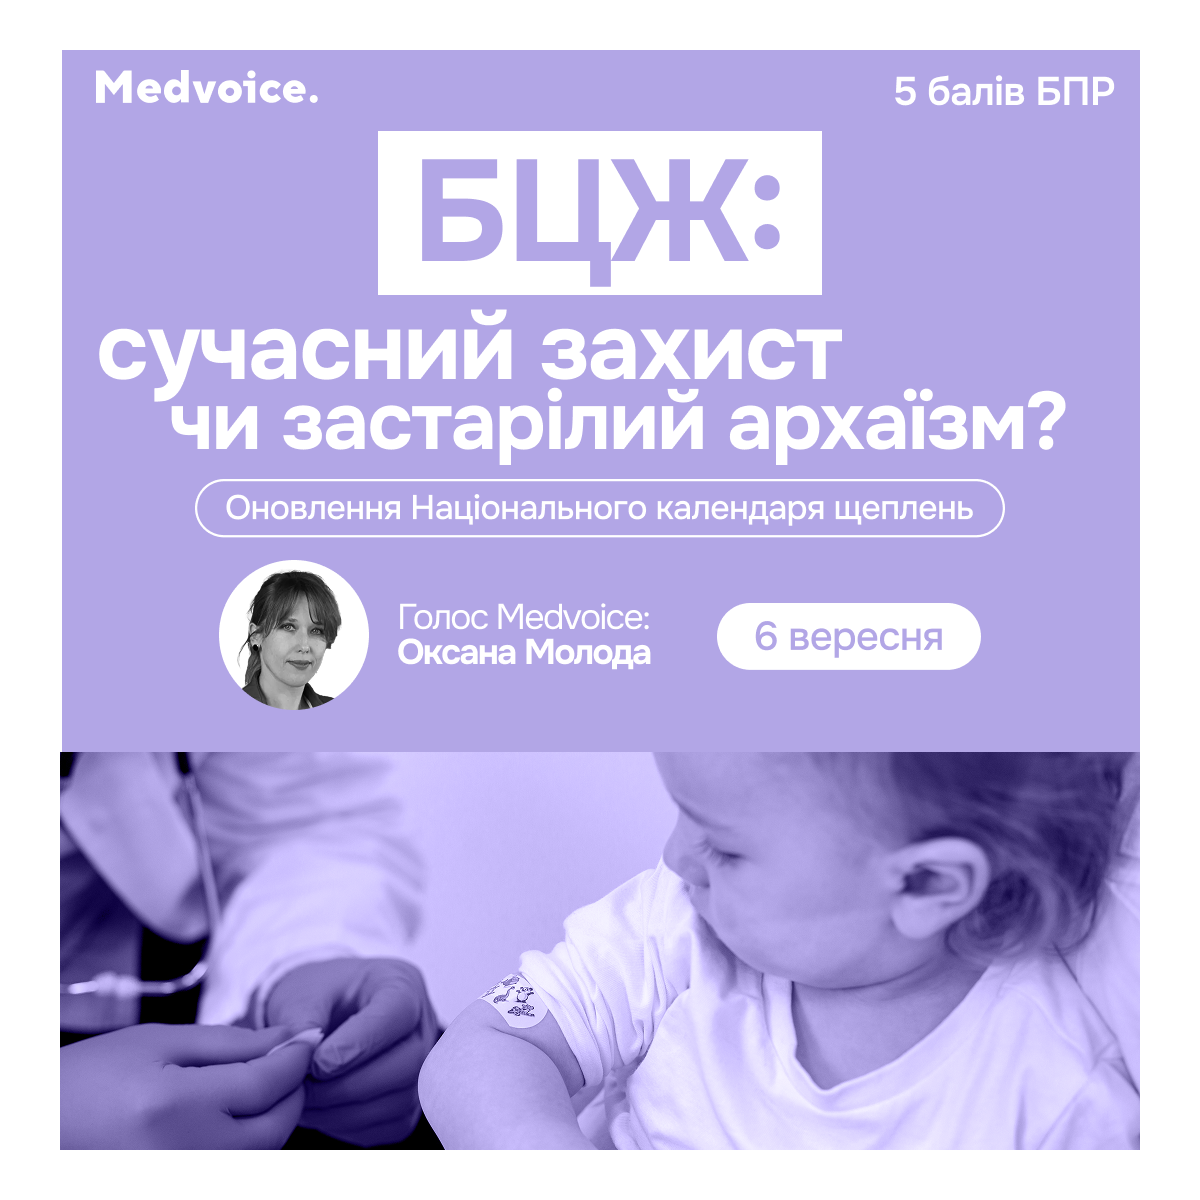 Medvoice.
5 балів БПР
БЦЖ:
сучасний захист
чи застарілий архаїзм?
Оновлення Національного календаря щеплень
Голос Medvoice:
Оксана Молода
6 вересня